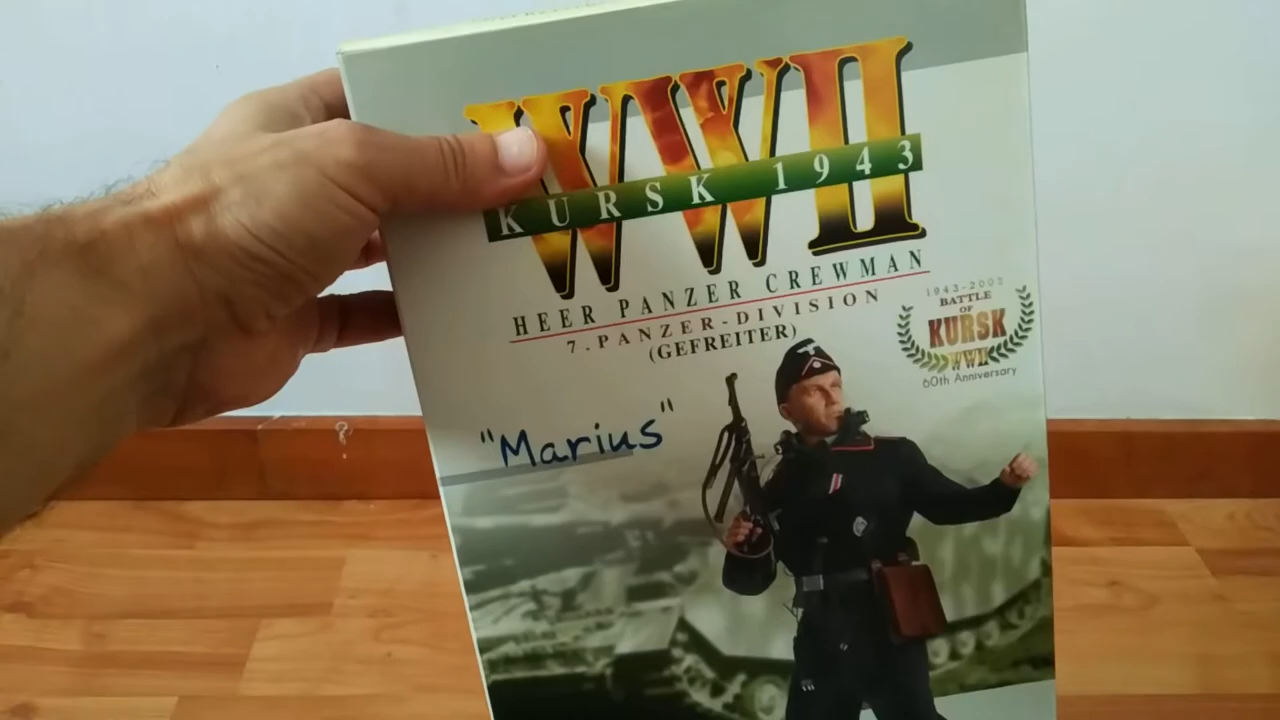 WWII
KURSK 1943
HEER PANZER CREWMAN
7. PANZER-DIVISION
(GEFREITER)
1943-2003
BATTLE
OF
KURSK
WWII
60th Anniversary
"Marius"